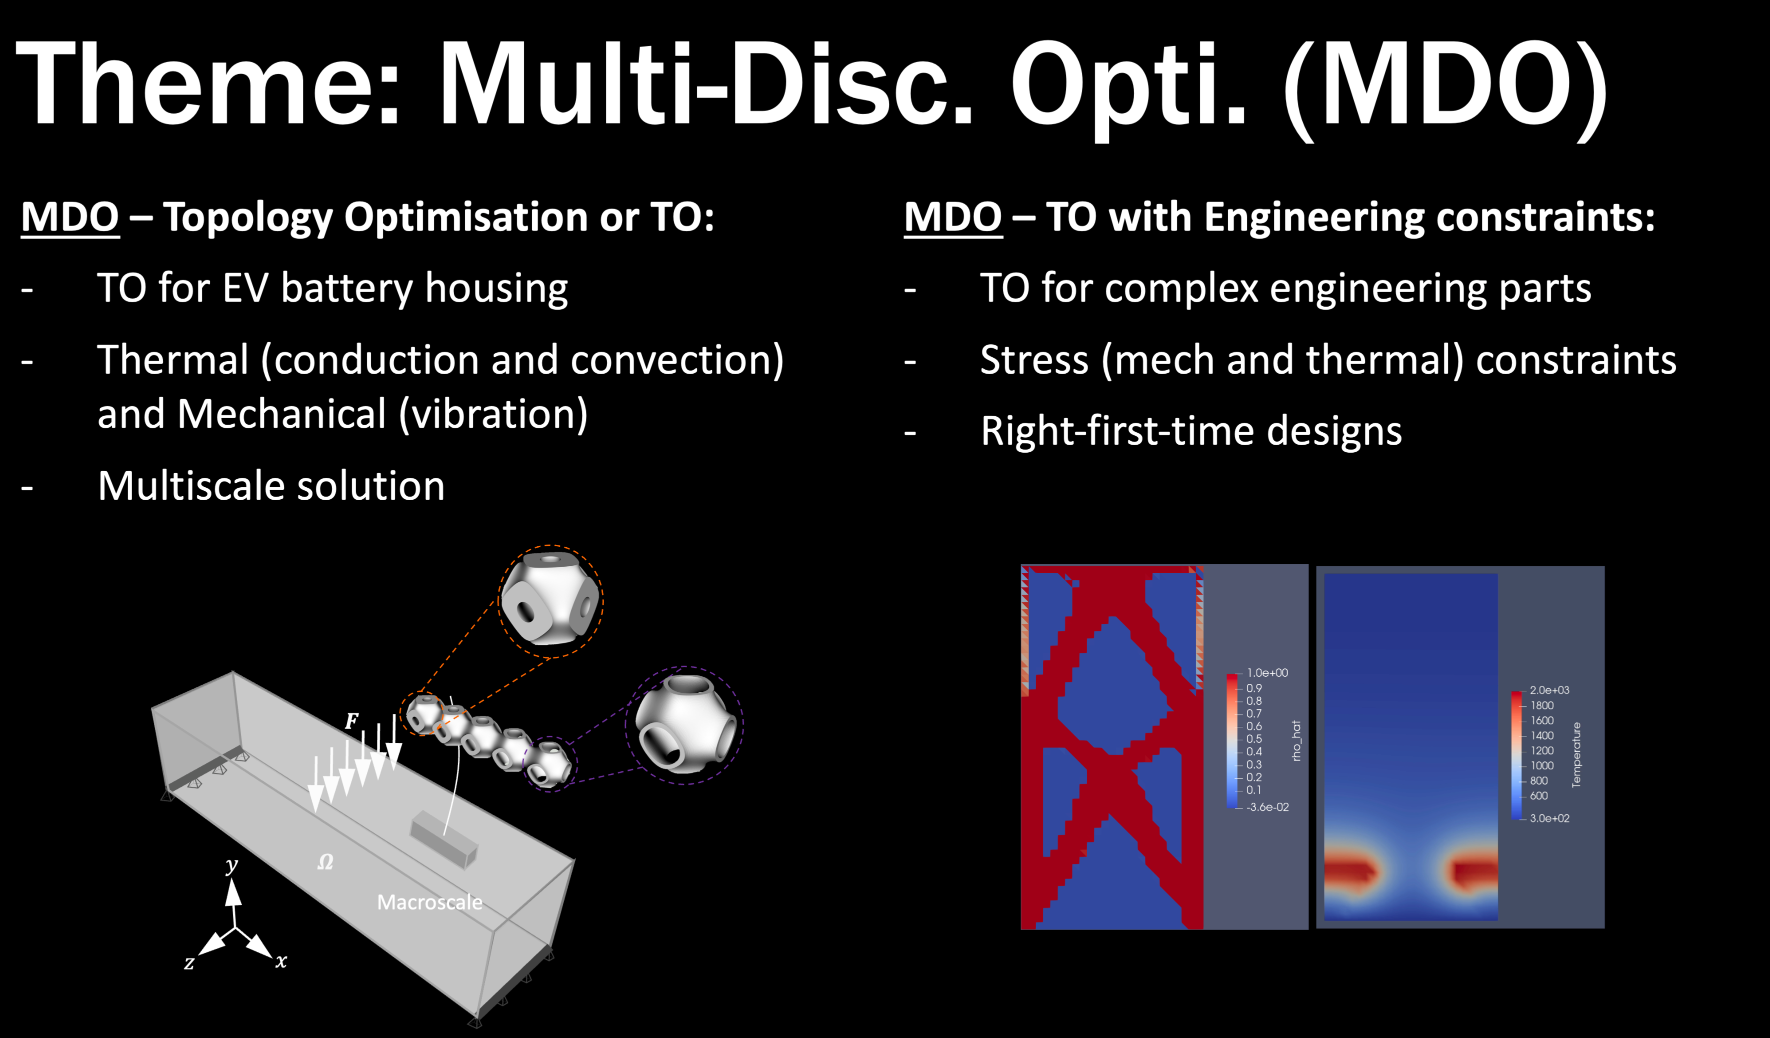 Theme: Multi-Disc. Opti. (MDO)
MDO – Topology Optimisation or TO:
- TO for EV battery housing
- Thermal (conduction and convection)
and Mechanical (vibration)
- Multiscale solution
MDO – TO with Engineering constraints:
- TO for complex engineering parts
- Stress (mech and thermal) constraints
- Right-first-time designs
F
Ω
Macroscale
y
z
x
1.0e+00
0.9
0.8
0.7
0.6
0.5
0.4
0.3
0.2
0.1
-3.6e-02
rho_hat
2.0e+03
1800
1600
1400
1200
1000
800
600
3.0e+02
Temperature